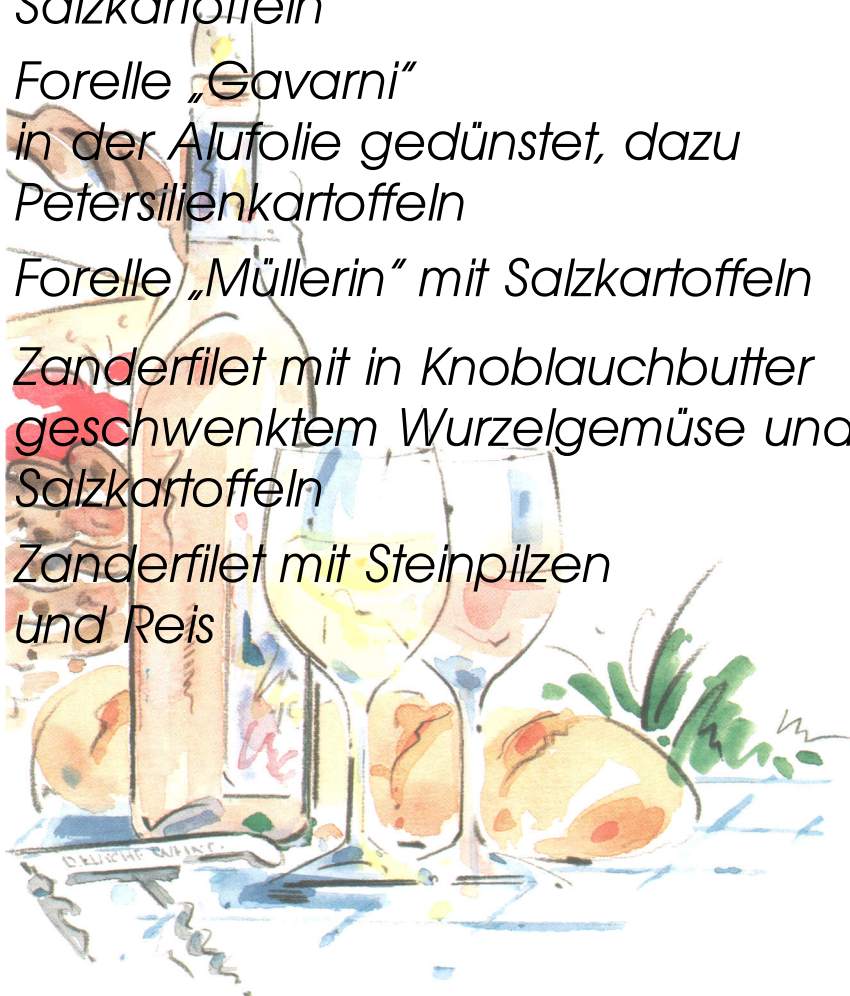 Salzkartoffeln
Forelle „Gavarni“
in der Alufolie gedünstet, dazu
Petersilienkartoffeln
Forelle „Müllerin“ mit Salzkartoffeln
Zanderfilet mit in Knoblauchbutter
geschwenktem Wurzelgemüse und
Salzkartoffeln
Zanderfilet mit Steinpilzen
und Reis